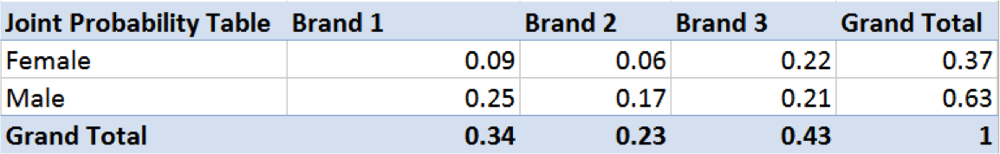 Joint Probability Table Brand 1 Brand 2 Brand 3 Grand Total
Female 0.09 0.06 0.22 0.37
Male 0.25 0.17 0.21 0.63
Grand Total 0.34 0.23 0.43 1